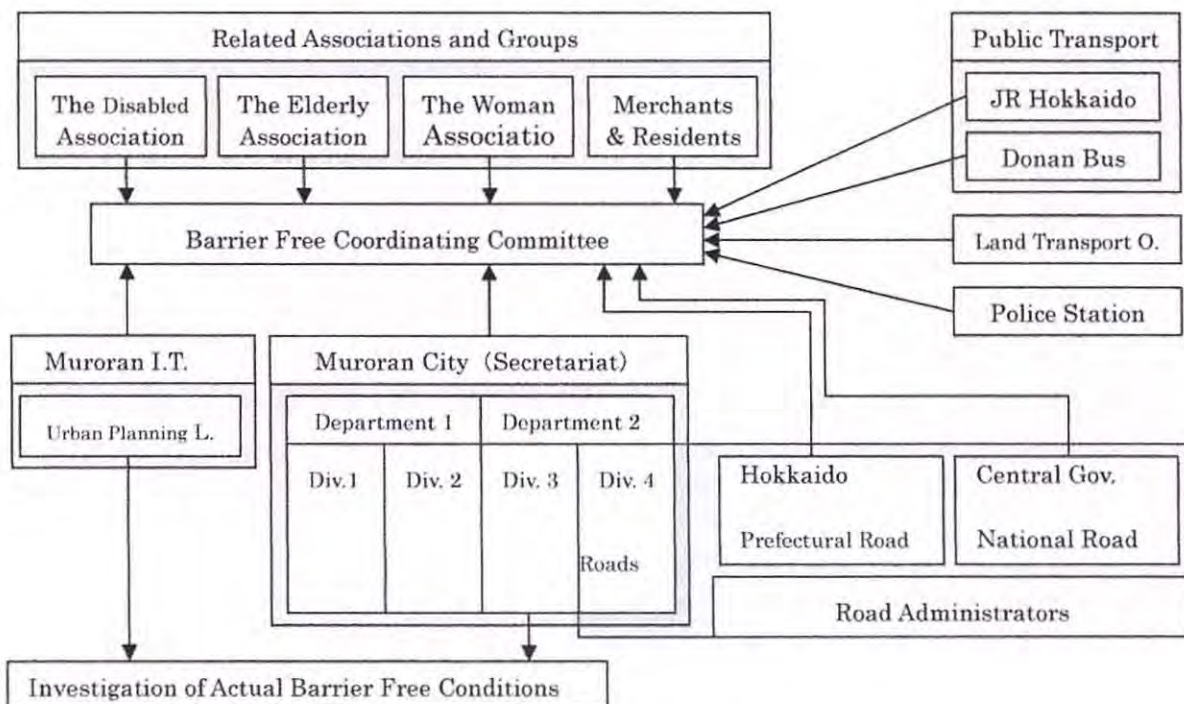 Related Associations and Groups
The Disabled
Association
The Elderly
Association
The Woman
Associatio
Merchants
& Residents
Public Transport
JR Hokkaido
Donan Bus
Land Transport O.
Police Station
Barrier Free Coordinating Committee
Muroran I.T.
Urban Planning L.
Muroran City (Secretariat)
Department 1
Department 2
Div.1
Div. 2
Div. 3
Div. 4
Roads
Hokkaido
Prefectural Road
Central Gov.
National Road
Road Administrators
Investigation of Actual Barrier Free Conditions